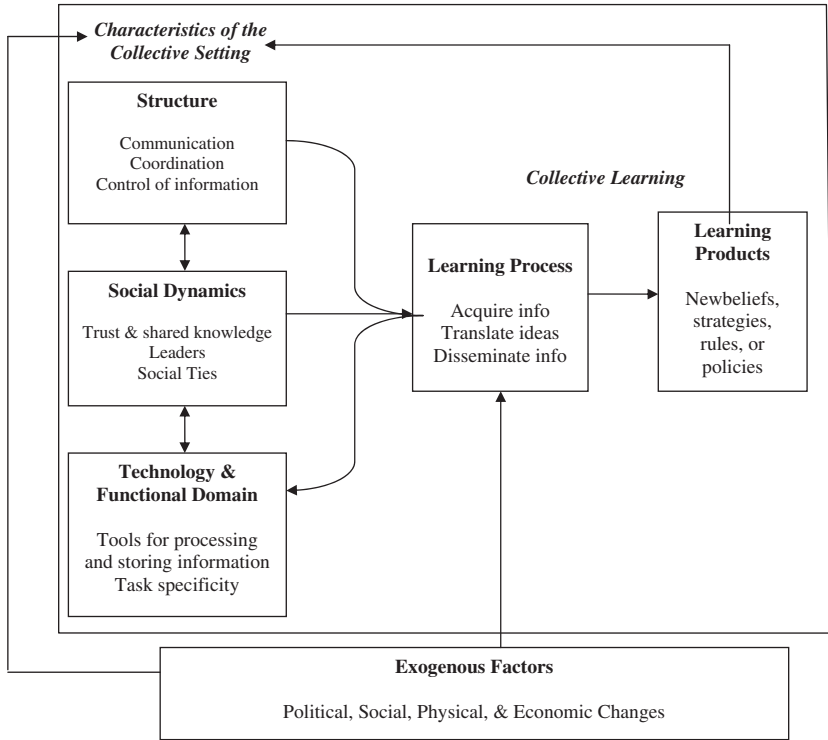 Characteristics of the
Collective Setting
Structure
Communication
Coordination
Control of information
Social Dynamics
Trust & shared knowledge
Leaders
Social Ties
Technology &
Functional Domain
Tools for processing
and storing information
Task specificity
Collective Learning
Learning Process
Acquire info
Translate ideas
Disseminate info
Learning
Products
Newbeliefs,
strategies,
rules, or
policies
Exogenous Factors
Political, Social, Physical, & Economic Changes